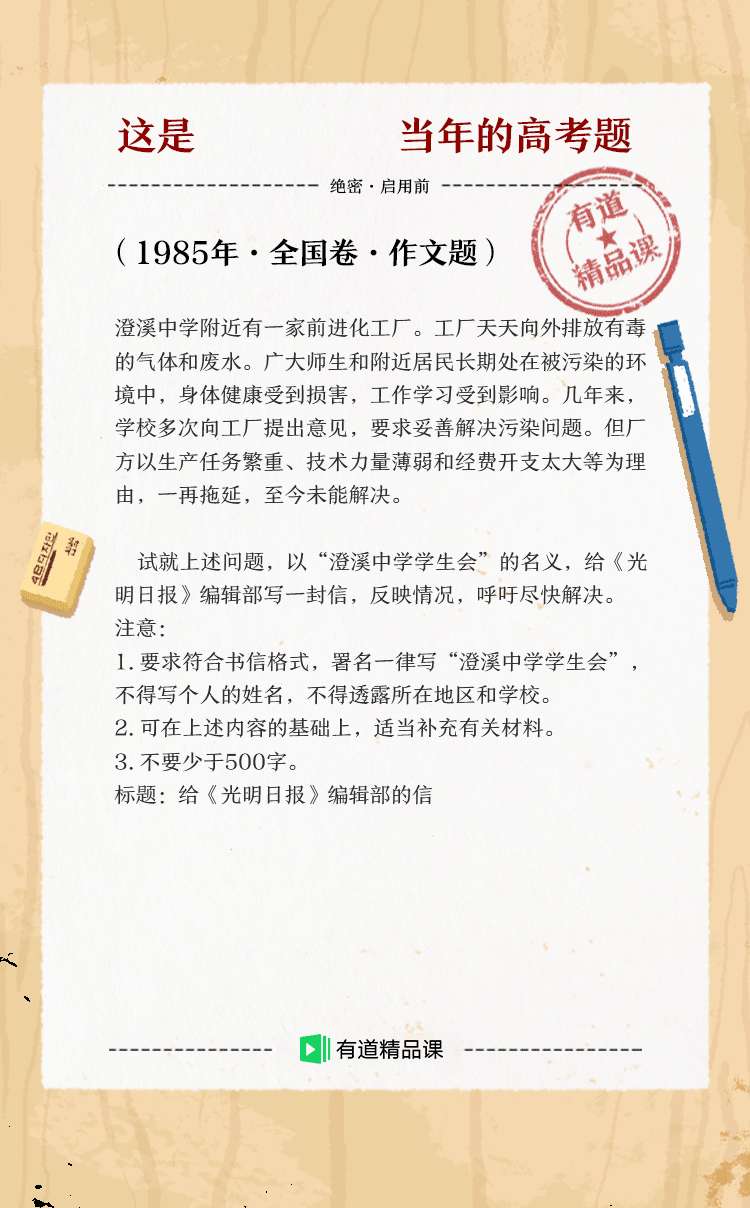 这是 当年的高考题
绝密·启用前
有道
精品课
（1985年·全国卷·作文题）
澄溪中学附近有一家前进化工厂。工厂天天向外排放有毒
的气体和废水。广大师生和附近居民长期处在被污染的环
境中，身体健康受到损害，工作学习受到影响。几年来，
学校多次向工厂提出意见，要求妥善解决污染问题。但厂
方以生产任务繁重、技术力量薄弱和经费开支太大等为理
由，一再拖延，至今未能解决。
试就上述问题，以“澄溪中学学生会”的名义，给《光
明日报》编辑部写一封信，反映情况，呼吁尽快解决。
注意：
1. 要求符合书信格式，署名一律写“澄溪中学学生会”，
不得写个人的姓名，不得透露所在地区和学校。
2. 可在上述内容的基础上，适当补充有关材料。
3. 不要少于500字。
标题：给《光明日报》编辑部的信
有道精品课